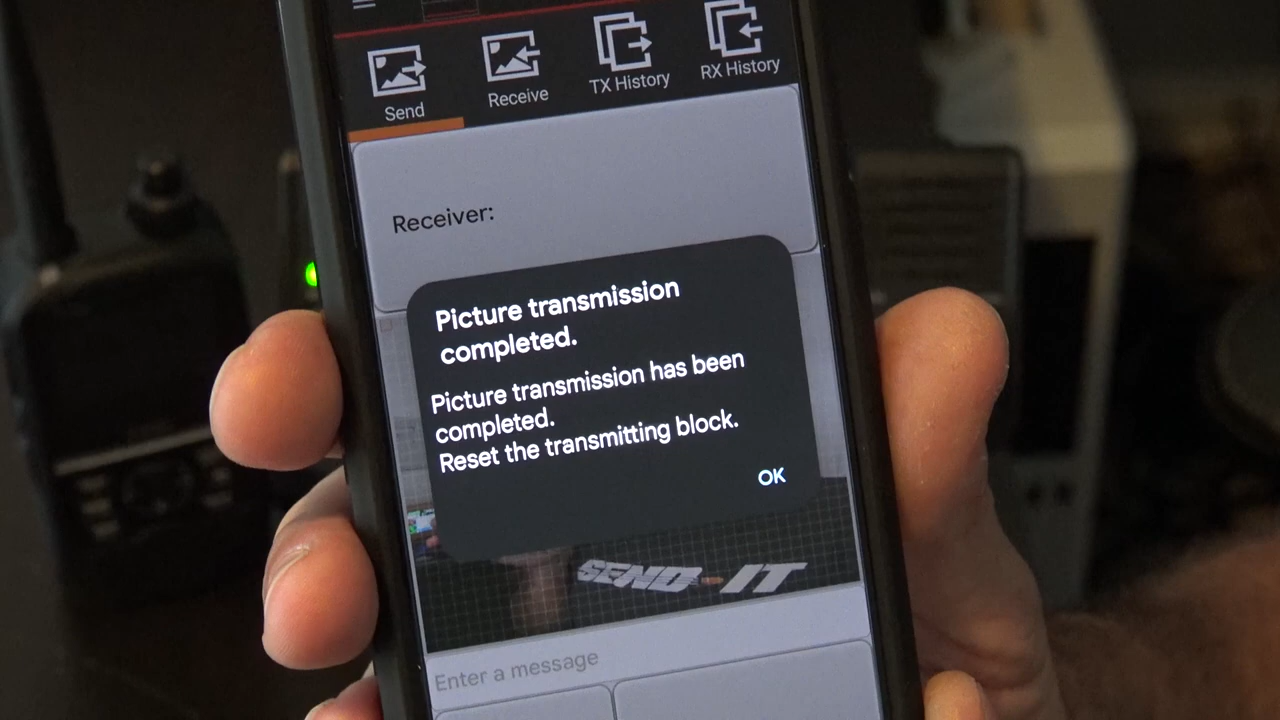 Send
Receive
TX History
RX History
Receiver:
Picture transmission
completed.
Picture transmission has been
completed.
Reset the transmitting block.
OK
SEND-IT
Enter a message